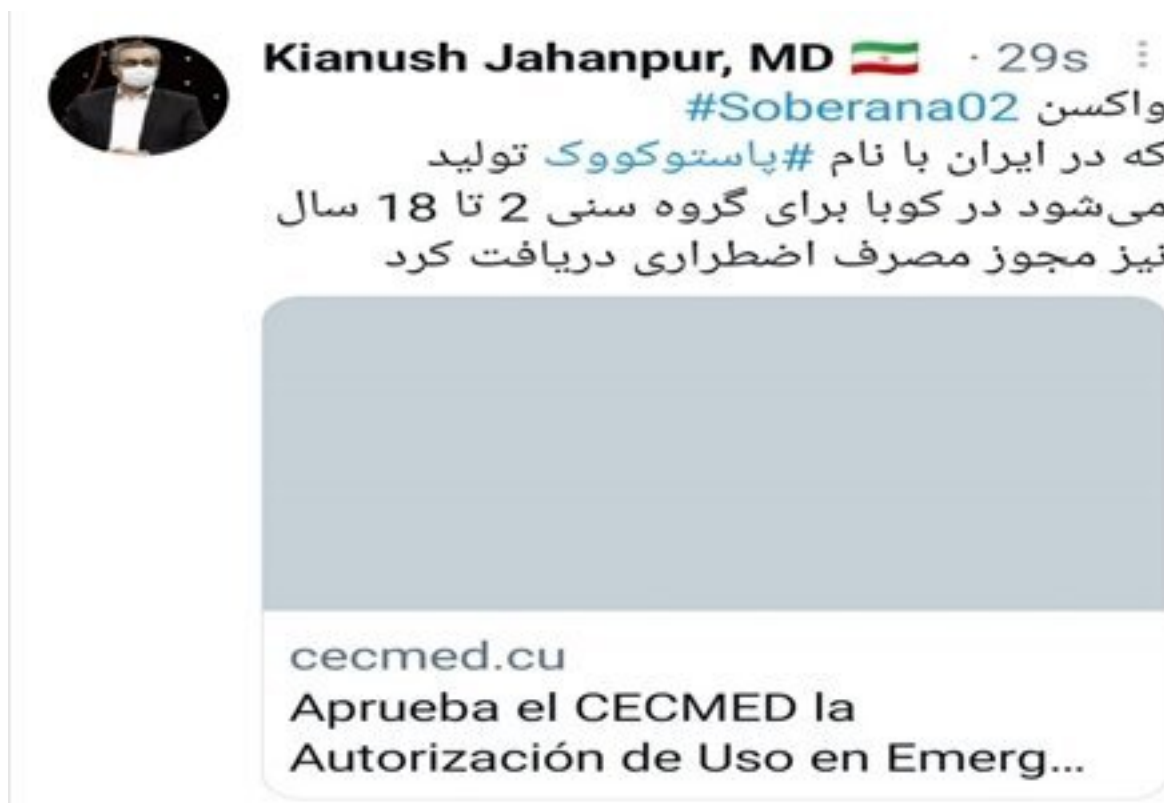 Kianush Jahanpur, MD 🇮🇷 · 29s
واکسن #Soberana02
که در ایران با نام #پاستوکووک تولید
می‌شود در کوبا برای گروه سنی 2 تا 18 سال
نیز مجوز مصرف اضطراری دریافت کرد
cecmed.cu
Aprueba el CECMED la
Autorización de Uso en Emerg...